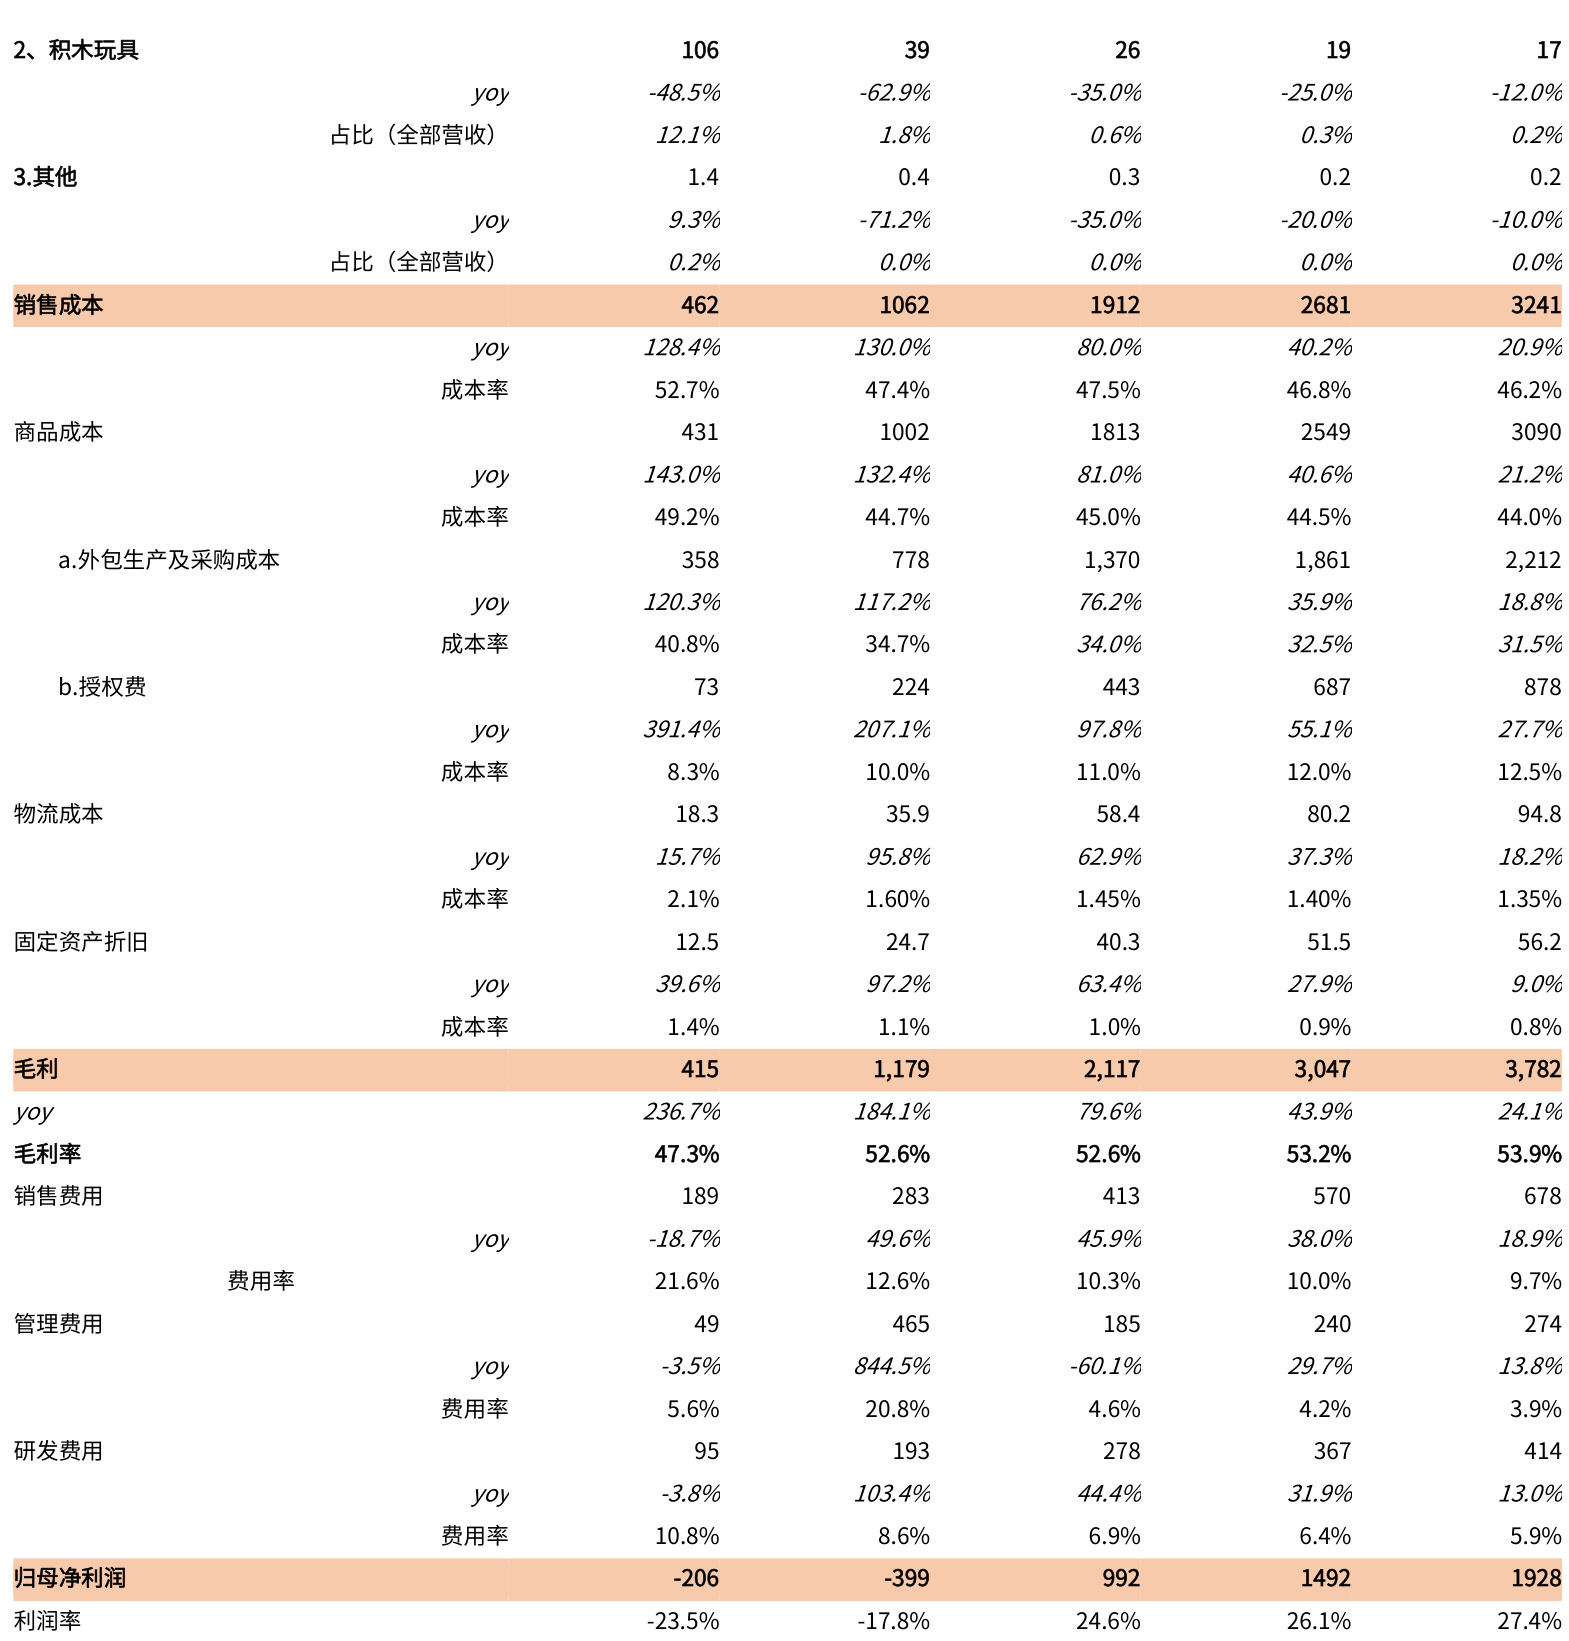 2、积木玩具 106 39 26 19 17
yoy -48.5% -62.9% -35.0% -25.0% -12.0%
占比（全部营收） 12.1% 1.8% 0.6% 0.3% 0.2%
3.其他 1.4 0.4 0.3 0.2 0.2
yoy 9.3% -71.2% -35.0% -20.0% -10.0%
占比（全部营收） 0.2% 0.0% 0.0% 0.0% 0.0%
销售成本 462 1062 1912 2681 3241
yoy 128.4% 130.0% 80.0% 40.2% 20.9%
成本率 52.7% 47.4% 47.5% 46.8% 46.2%
商品成本 431 1002 1813 2549 3090
yoy 143.0% 132.4% 81.0% 40.6% 21.2%
成本率 49.2% 44.7% 45.0% 44.5% 44.0%
a.外包生产及采购成本 358 778 1,370 1,861 2,212
yoy 120.3% 117.2% 76.2% 35.9% 18.8%
成本率 40.8% 34.7% 34.0% 32.5% 31.5%
b.授权费 73 224 443 687 878
yoy 391.4% 207.1% 97.8% 55.1% 27.7%
成本率 8.3% 10.0% 11.0% 12.0% 12.5%
物流成本 18.3 35.9 58.4 80.2 94.8
yoy 15.7% 95.8% 62.9% 37.3% 18.2%
成本率 2.1% 1.60% 1.45% 1.40% 1.35%
固定资产折旧 12.5 24.7 40.3 51.5 56.2
yoy 39.6% 97.2% 63.4% 27.9% 9.0%
成本率 1.4% 1.1% 1.0% 0.9% 0.8%
毛利 415 1,179 2,117 3,047 3,782
yoy 236.7% 184.1% 79.6% 43.9% 24.1%
毛利率 47.3% 52.6% 52.6% 53.2% 53.9%
销售费用 189 283 413 570 678
yoy -18.7% 49.6% 45.9% 38.0% 18.9%
费用率 21.6% 12.6% 10.3% 10.0% 9.7%
管理费用 49 465 185 240 274
yoy -3.5% 844.5% -60.1% 29.7% 13.8%
费用率 5.6% 20.8% 4.6% 4.2% 3.9%
研发费用 95 193 278 367 414
yoy -3.8% 103.4% 44.4% 31.9% 13.0%
费用率 10.8% 8.6% 6.9% 6.4% 5.9%
归母净利润 -206 -399 992 1492 1928
利润率 -23.5% -17.8% 24.6% 26.1% 27.4%